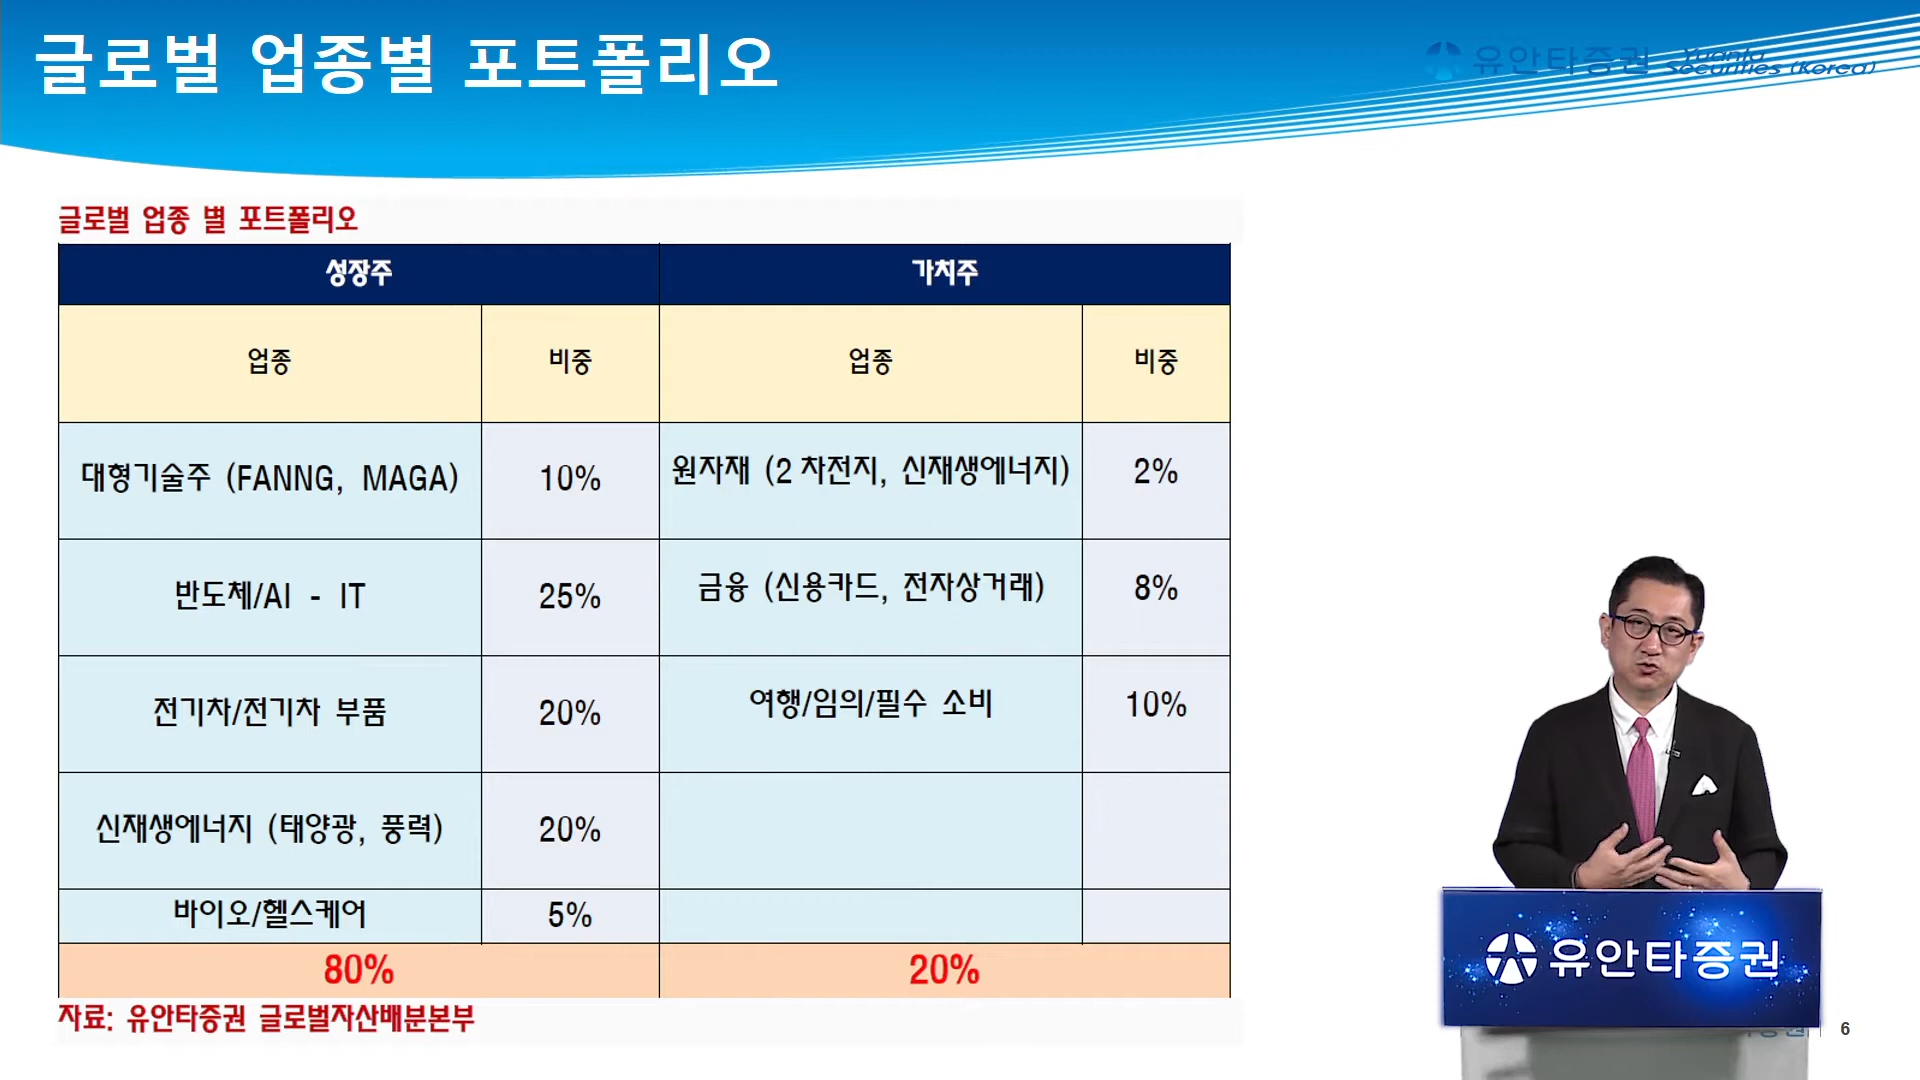 글로벌 업종별 포트폴리오
유안타증권 Yuanta Securities (Korea)
글로벌 업종 별 포트폴리오
성장주 가치주
업종 비중 업종 비중
대형기술주 (FANNG, MAGA) 10% 원자재 (2차전지, 신재생에너지) 2%
반도체/AI - IT 25% 금융 (신용카드, 전자상거래) 8%
전기차/전기차 부품 20% 여행/임의/필수 소비 10%
신재생에너지 (태양광, 풍력) 20%
바이오/헬스케어 5%
80% 20%
자료: 유안타증권 글로벌자산배분본부
유안타증권
6